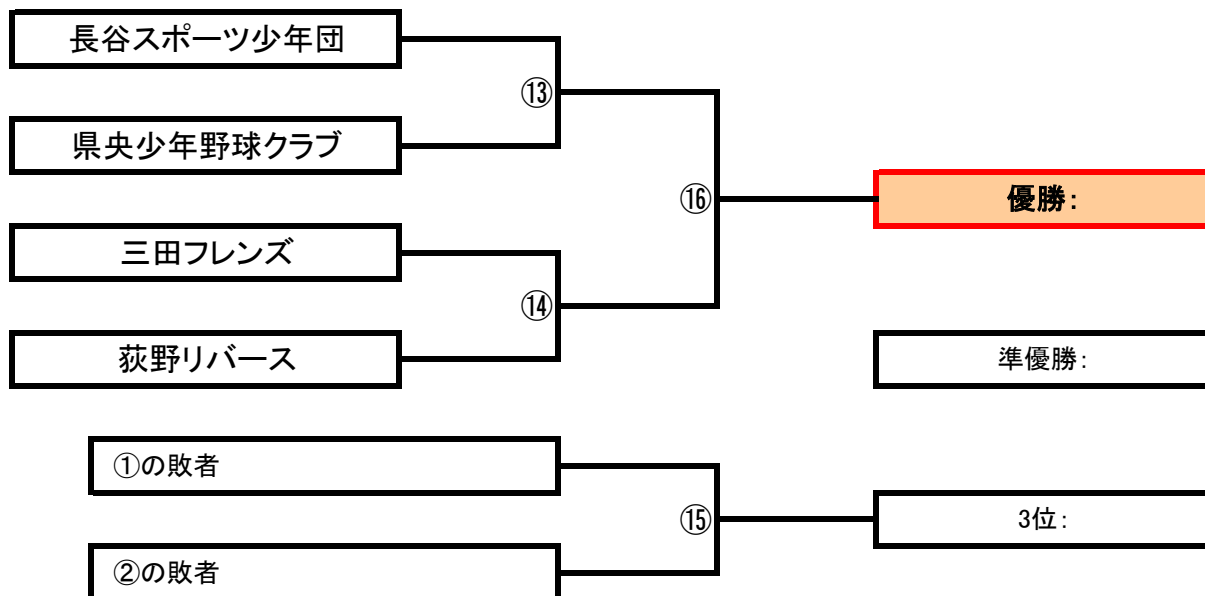 長谷スポーツ少年団
⑬
県央少年野球クラブ
⑯
優勝：
三田フレンズ
⑭
荻野リバース
準優勝：
①の敗者
⑮
3位：
②の敗者